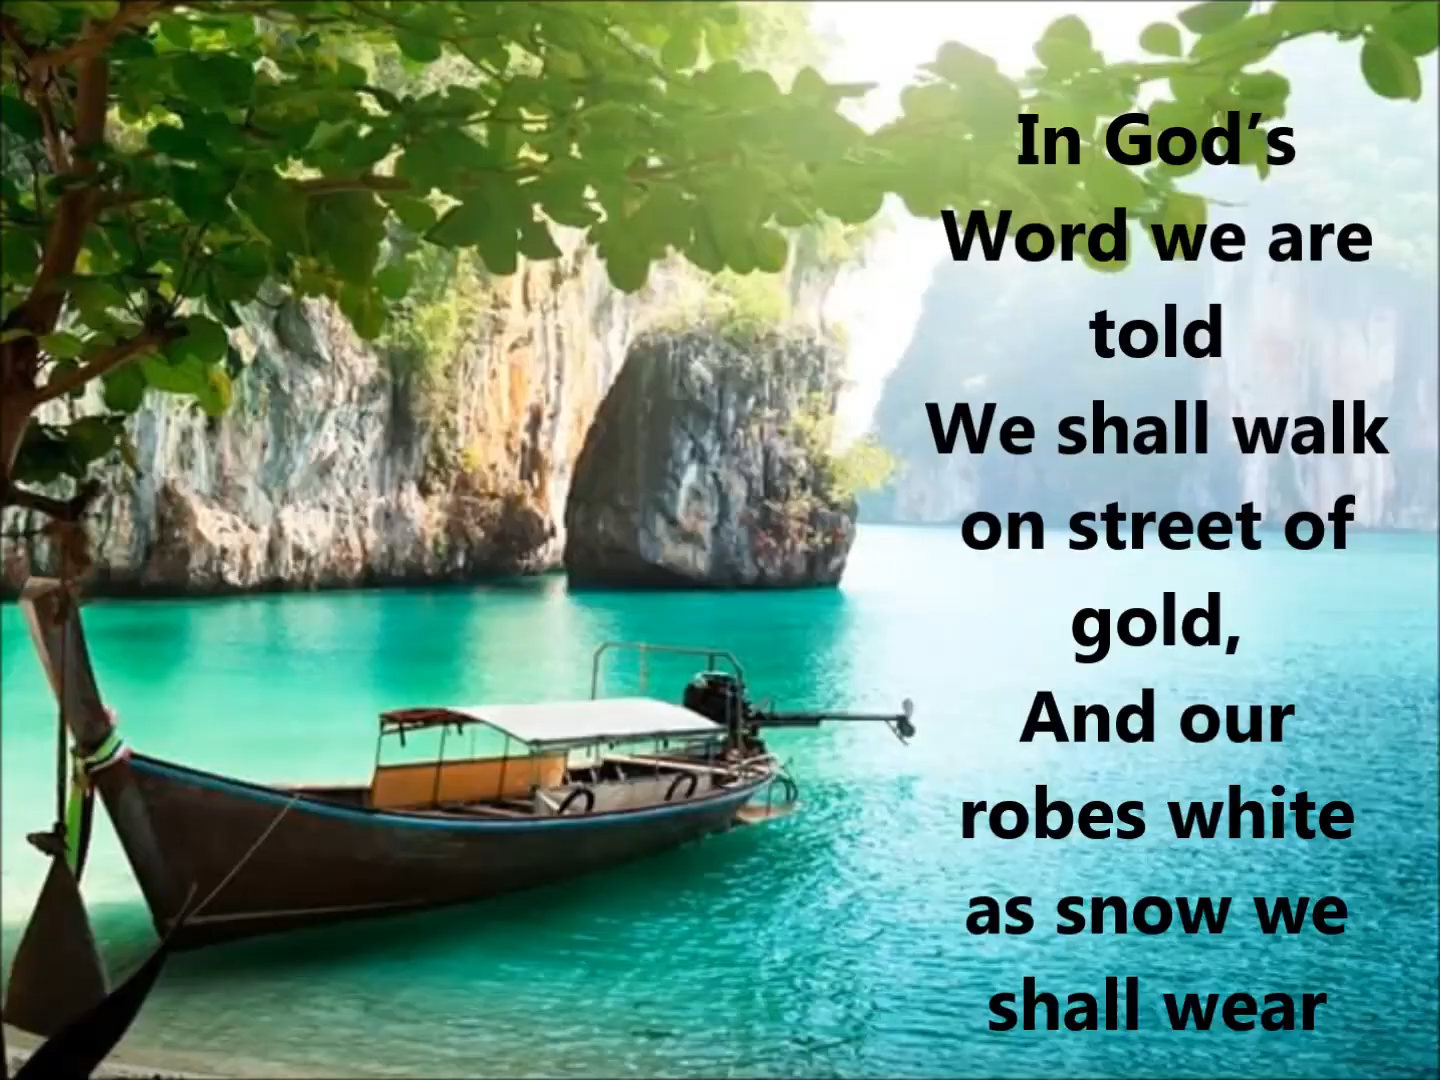 In God’s
Word we are
told
We shall walk
on street of
gold,
And our
robes white
as snow we
shall wear